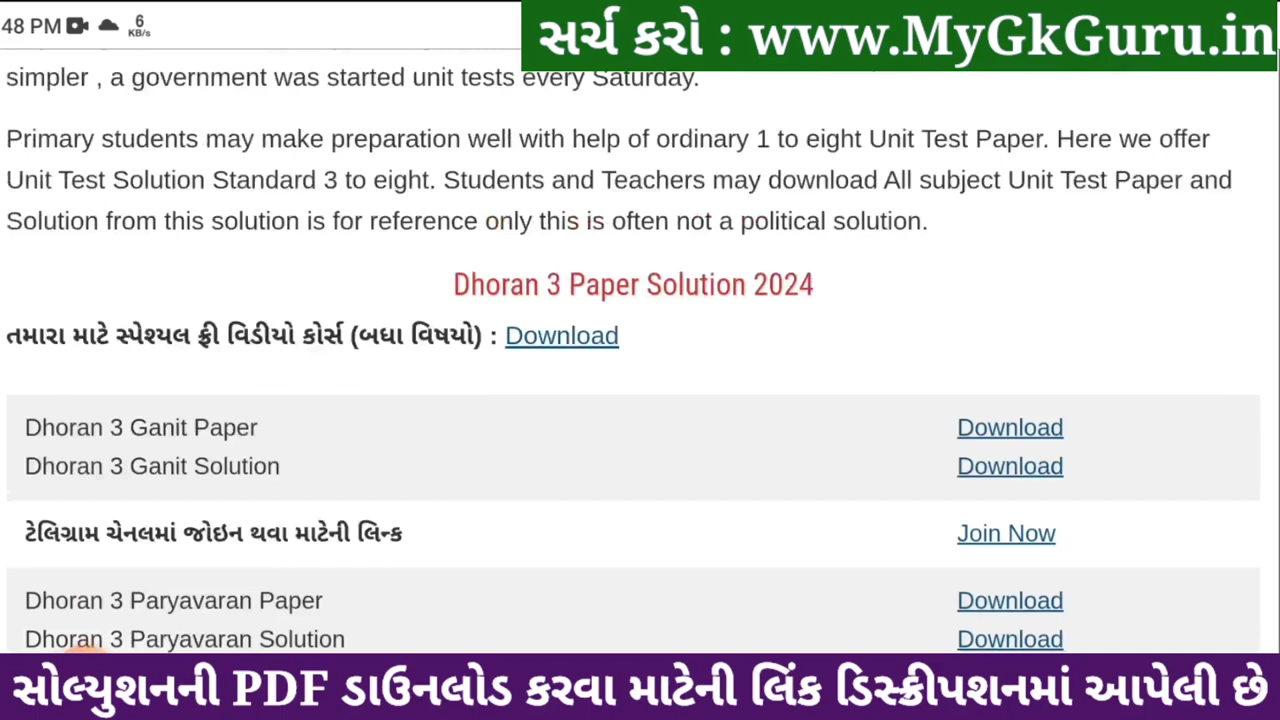 48 PM 6 KB/s
સર્ચ કરો : www.MyGkGuru.in
simpler , a government was started unit tests every Saturday.
Primary students may make preparation well with help of ordinary 1 to eight Unit Test Paper. Here we offer
Unit Test Solution Standard 3 to eight. Students and Teachers may download All subject Unit Test Paper and
Solution from this solution is for reference only this is often not a political solution.
Dhoran 3 Paper Solution 2024
તમારા માટે સ્પેશ્યલ ફ્રી વિડીયો કોર્સ (બધા વિષયો) : Download
Dhoran 3 Ganit Paper Download
Dhoran 3 Ganit Solution Download
ટેલિગ્રામ ચેનલમાં જોઇન થવા માટેની લિન્ક Join Now
Dhoran 3 Paryavaran Paper Download
Dhoran 3 Paryavaran Solution Download
સોલ્યુશનની PDF ડાઉનલોડ કરવા માટેની લિંક ડિસ્ક્રીપશનમાં આપેલી છે